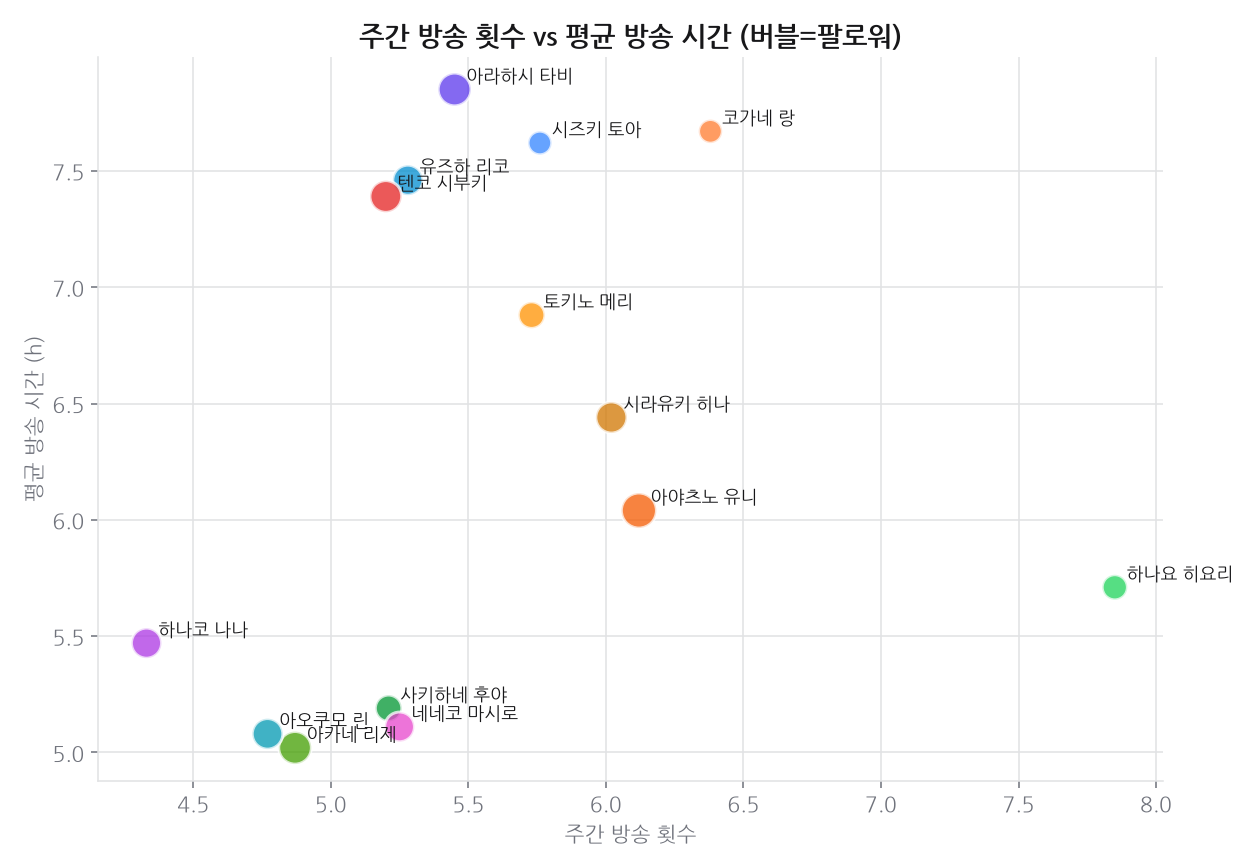 주간 방송 횟수 vs 평균 방송 시간 (버블=팔로워)
아라하시 타비
코가네 랑
시즈키 토아
유즈하 리코
텐코 시부키
토키노 메리
시라유키 히나
아야츠노 유니
하나요 히요리
하나코 나나
사키하네 후야
네네코 마시로
아오쿠모 린
아카네 리제
평균 방송 시간 (h)
7.5
7.0
6.5
6.0
5.5
5.0
4.5 5.0 5.5 6.0 6.5 7.0 7.5 8.0
주간 방송 횟수